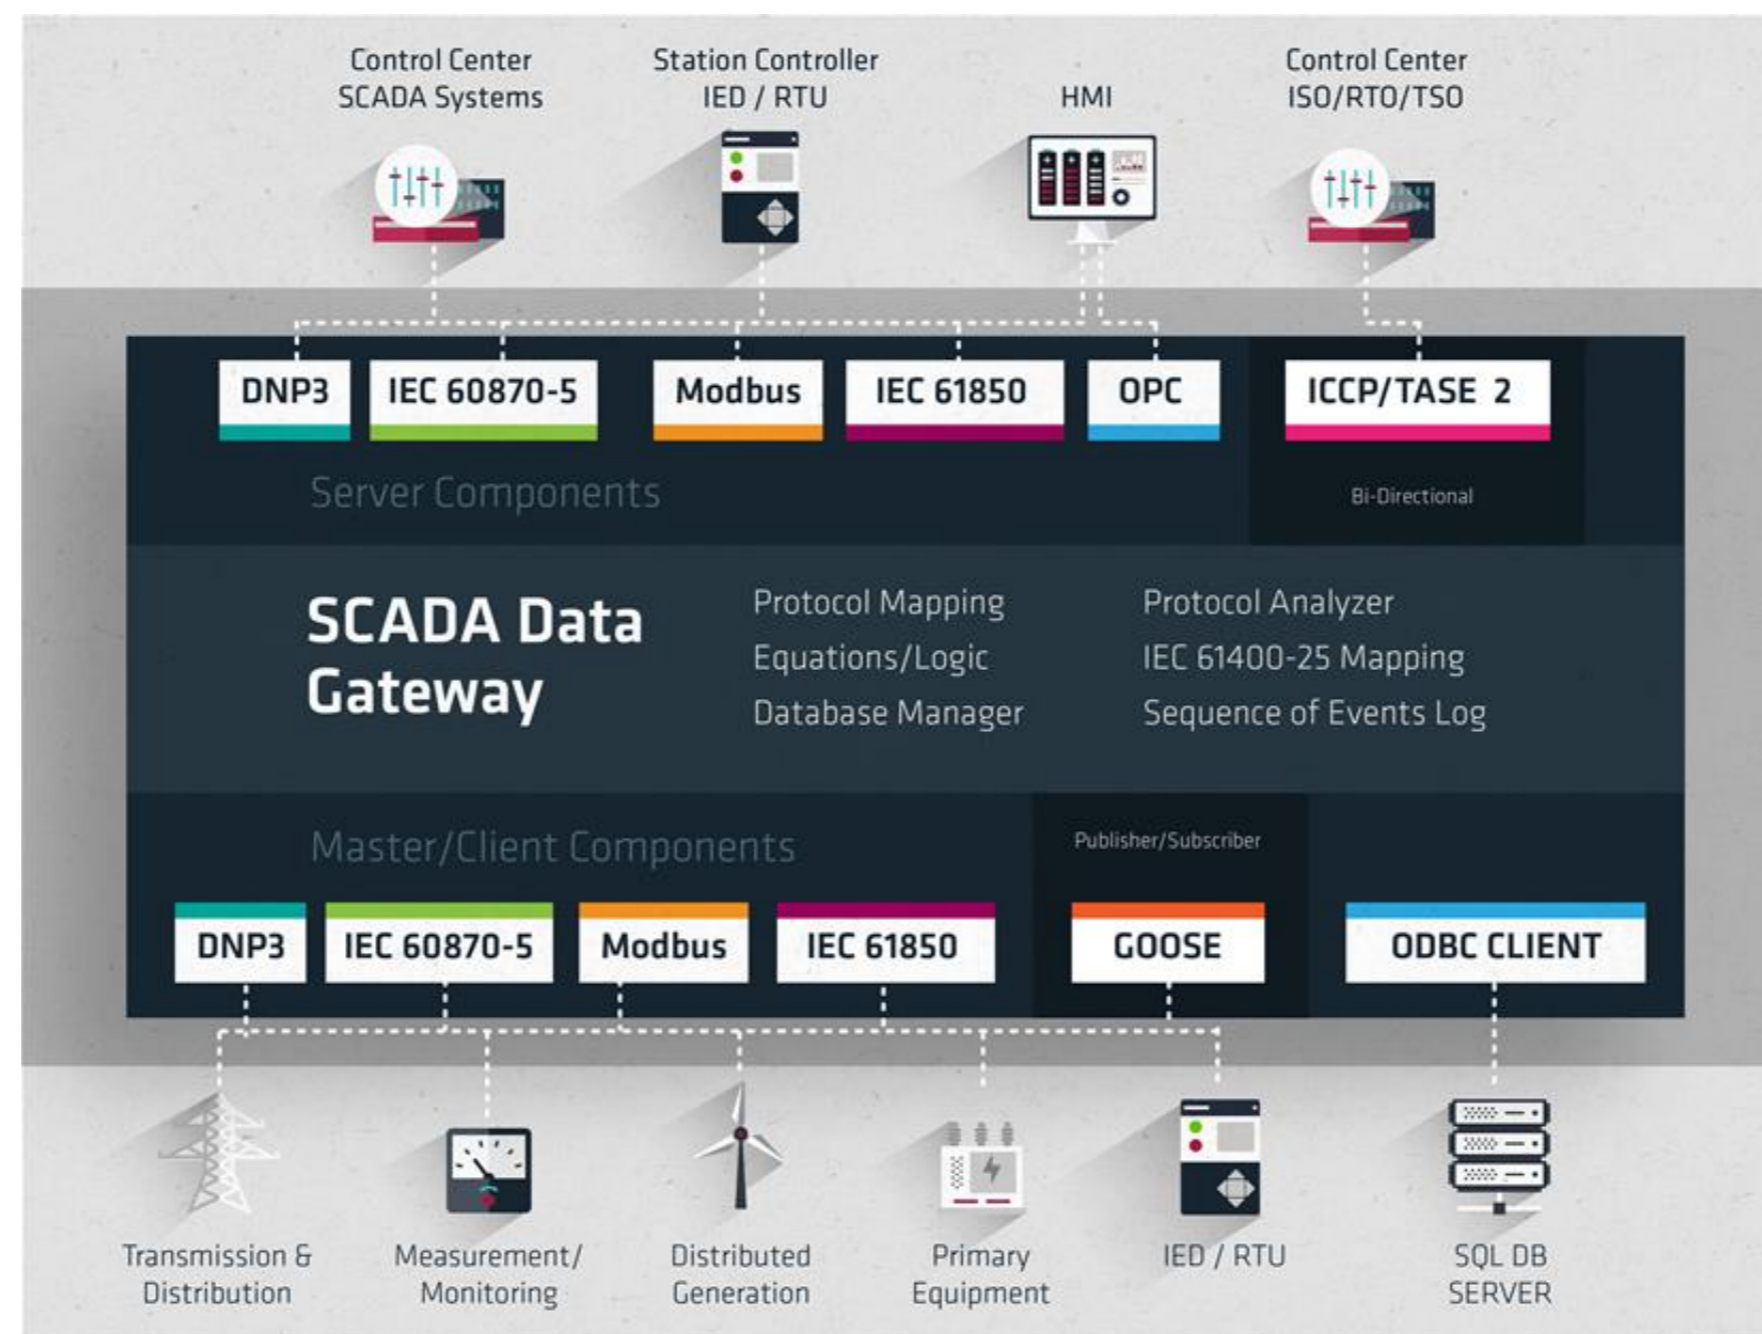 Control Center
SCADA Systems
Station Controller
IED / RTU
HMI
Control Center
ISO/RTO/TSO
DNP3
IEC 60870-5
Modbus
IEC 61850
OPC
ICCP/TASE 2
Server Components
Bi-Directional
SCADA Data
Gateway
Protocol Mapping
Equations/Logic
Database Manager
Protocol Analyzer
IEC 61400-25 Mapping
Sequence of Events Log
Master/Client Components
Publisher/Subscriber
DNP3
IEC 60870-5
Modbus
IEC 61850
GOOSE
ODBC CLIENT
Transmission &
Distribution
Measurement/
Monitoring
Distributed
Generation
Primary
Equipment
IED / RTU
SQL DB
SERVER